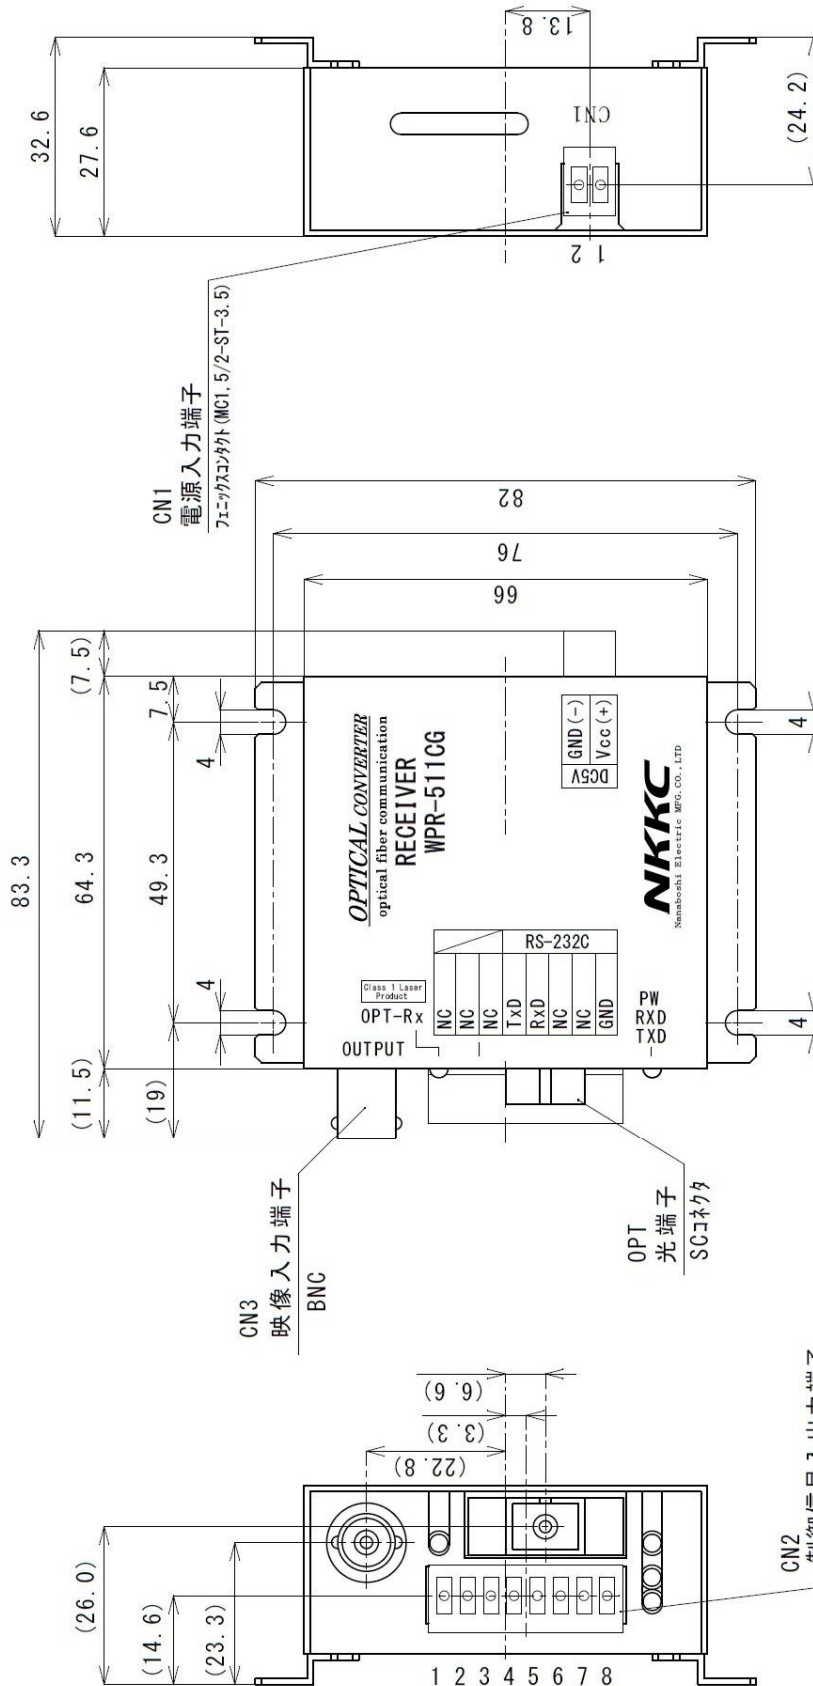 32.6
27.6
13.8
(24.2)
CN1
1 2
CN1
電源入力端子
フェニックスコンタクト(MC1.5/2-ST-3.5)
83.3
64.3
(7.5)
(11.5)
49.3
7.5
(19)
4
4
4
4
82
76
66
OPTICAL CONVERTER
optical fiber communication
RECEIVER
WPR-511CG
DC5V
GND(-)
Vcc(+)
NKKC
Nanaboshi Electric MFG.CO.,LTD
Class 1 Laser
Product
OPT-Rx
OUTPUT
RS-232C
NC
NC
NC
TxD
RxD
NC
NC
GND
PW
RXD
TXD
CN3
映像入力端子
BNC
OPT
光端子
SCコネクタ
(26.0)
(14.6)
(23.3)
(22.8)
(3.3)
(6.6)
1 2 3 4 5 6 7 8
CN2